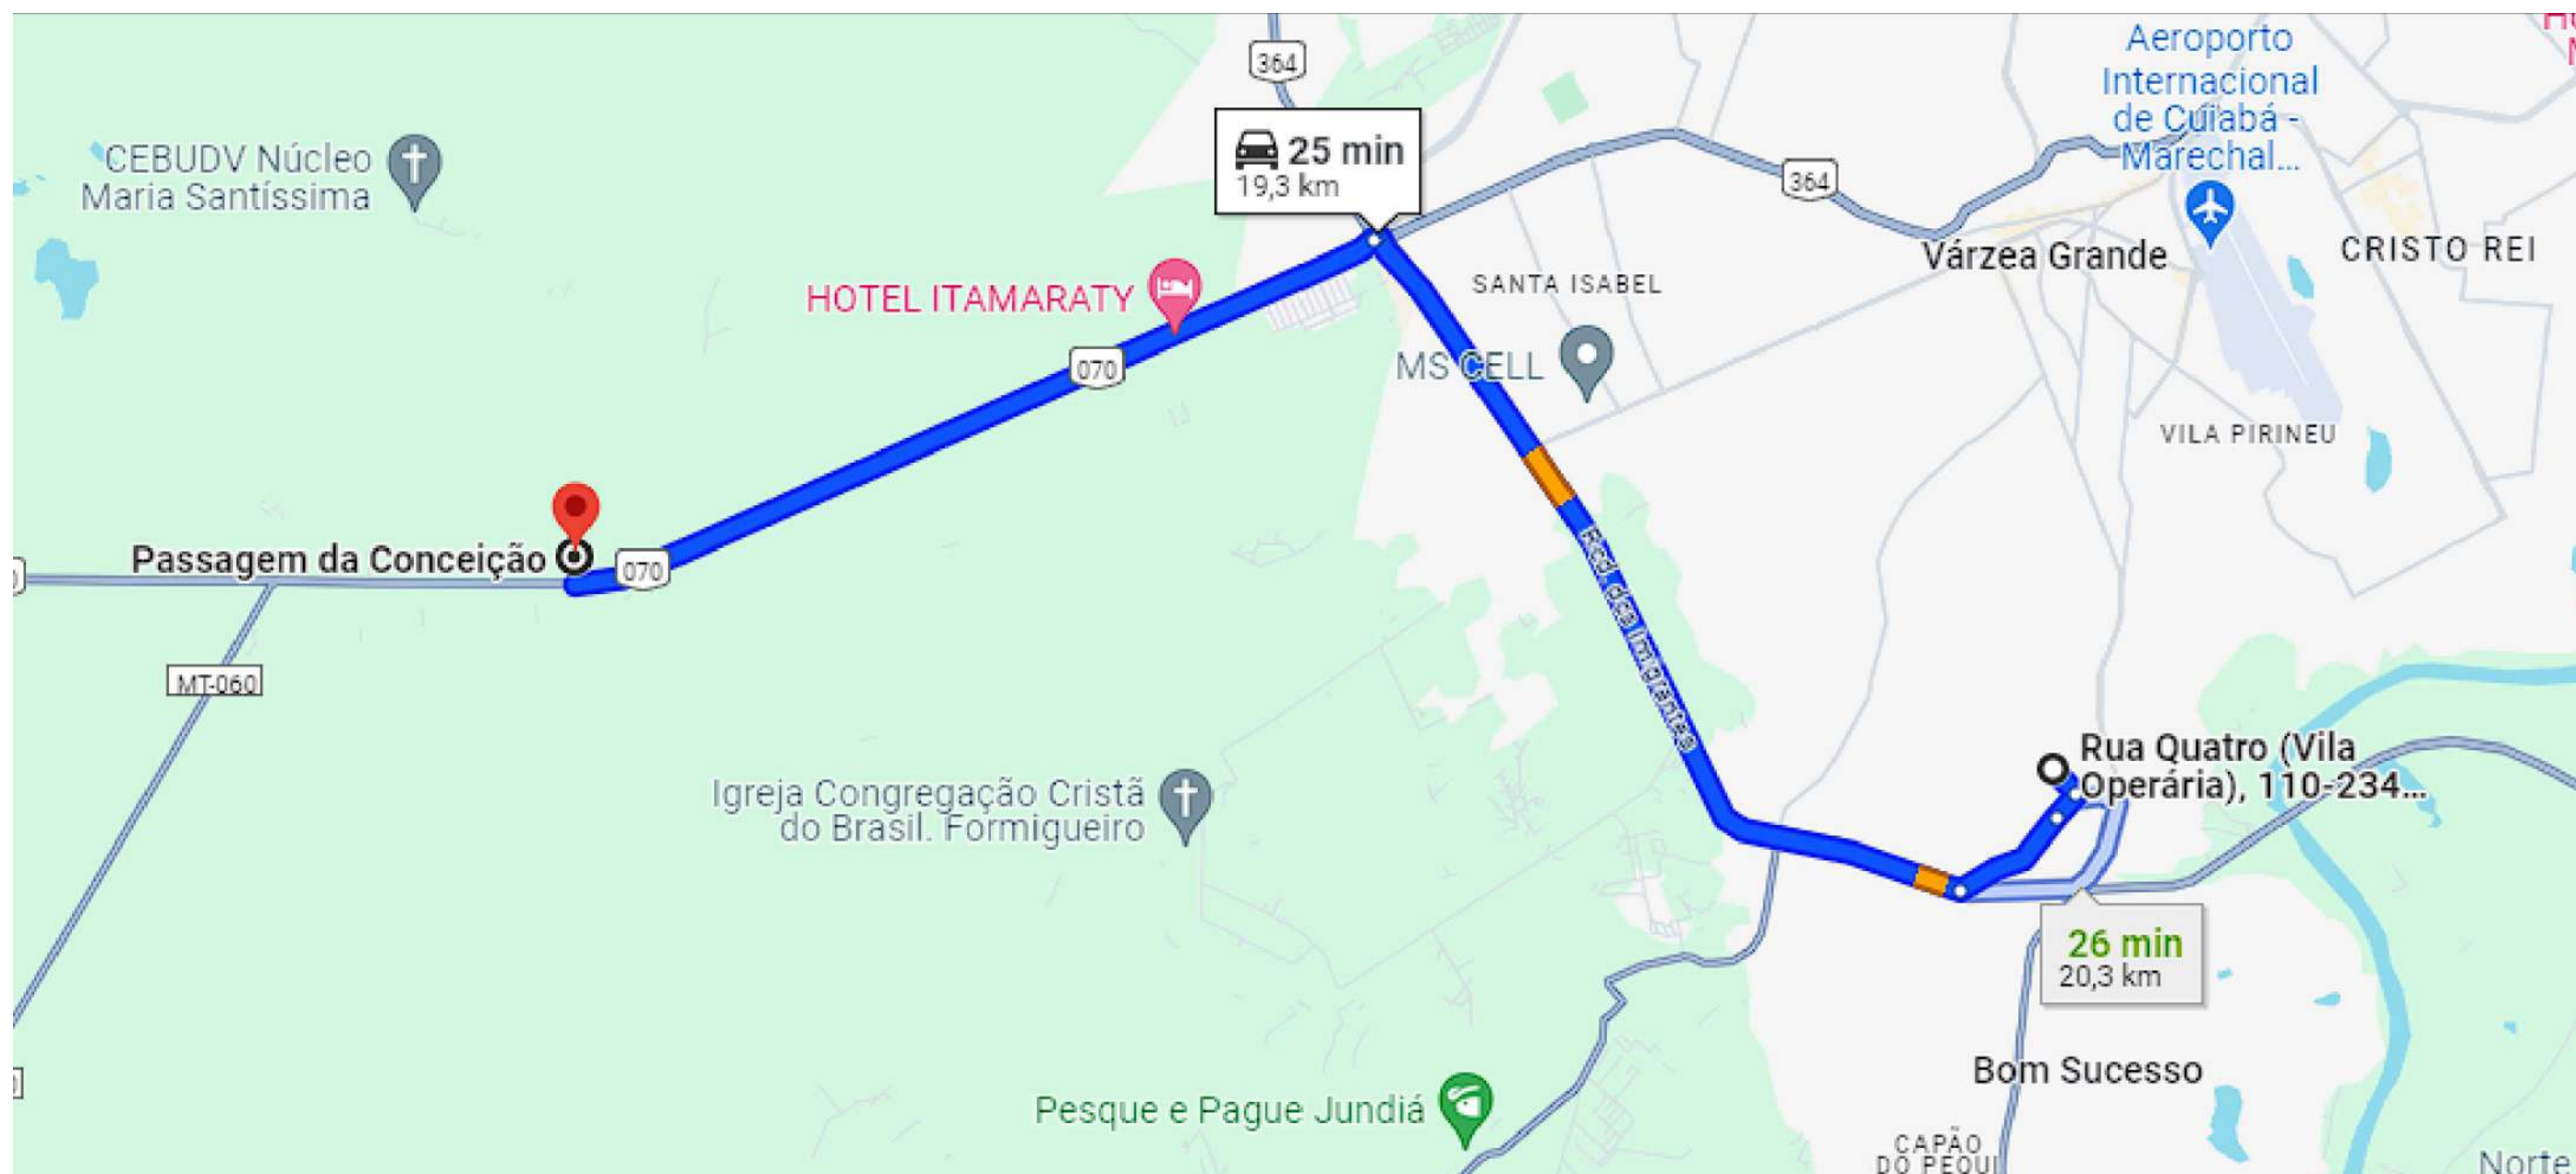 Aeroporto
Internacional
de Cuiabá -
Marechal...
364
25 min
19,3 km
CEBUDV Núcleo
Maria Santíssima
364
Várzea Grande
CRISTO REI
HOTEL ITAMARATY
SANTA ISABEL
070
MS CELL
VILA PIRINEU
Passagem da Conceição
070
Rod. dos Imigrantes
MT-060
Rua Quatro (Vila
Operária), 110-234...
Igreja Congregação Cristã
do Brasil. Formigueiro
26 min
20,3 km
Bom Sucesso
Pesque e Pague Jundiá
CAPÃO
DO PEQUI
Norte